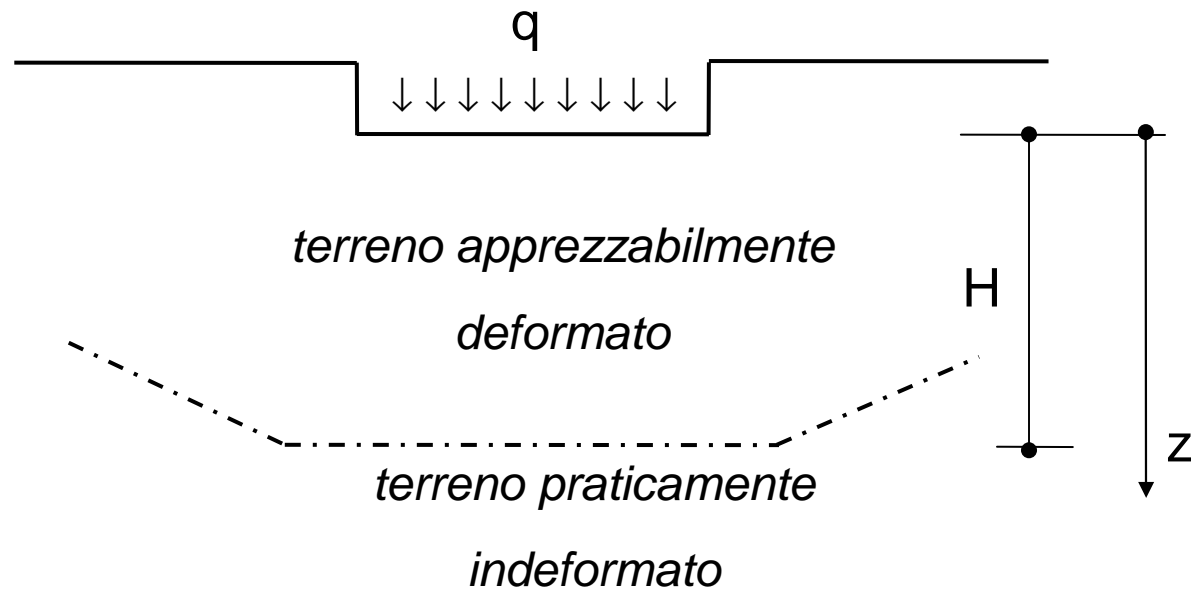 q
terreno apprezzabilmente
deformato
H
z
terreno praticamente
indeformato